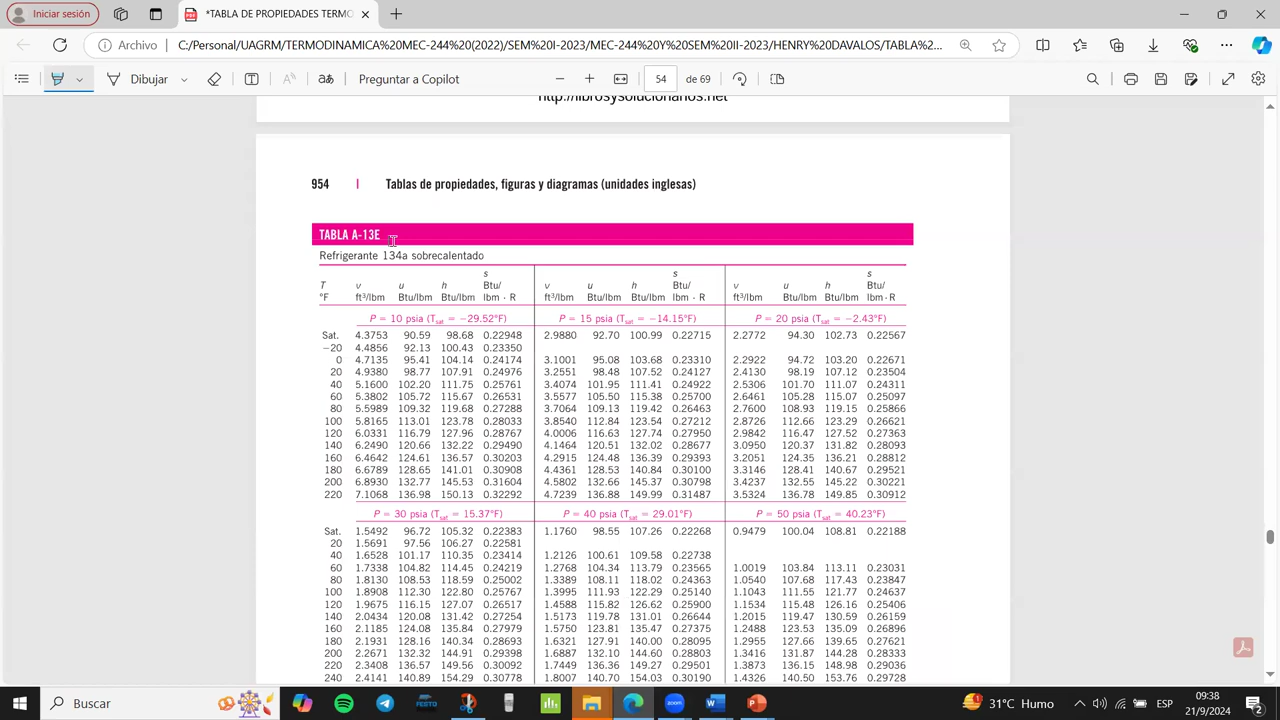 Iniciar sesión
*TABLA DE PROPIEDADES TERMO
Archivo C:/Personal/UAGRM/TERMODINAMICA%20MEC-244%20(2022)/SEM%20I-2023/MEC-244%20Y%20SEM%20II-2023/HENRY%20DAVALOS/TABLA%2...
Dibujar Preguntar a Copilot 54 de 69
http://librosysolucionarios.net
954 | Tablas de propiedades, figuras y diagramas (unidades inglesas)
TABLA A-13E
Refrigerante 134a sobrecalentado
s s s
T v u h Btu/ v u h Btu/ v u h Btu/
°F ft³/lbm Btu/lbm Btu/lbm lbm · R ft³/lbm Btu/lbm Btu/lbm lbm · R ft³/lbm Btu/lbm Btu/lbm lbm · R
P = 10 psia (Tsat = −29.52°F) P = 15 psia (Tsat = −14.15°F) P = 20 psia (Tsat = −2.43°F)
Sat. 4.3753 90.59 98.68 0.22948 2.9880 92.70 100.99 0.22715 2.2772 94.30 102.73 0.22567
−20 4.4856 92.13 100.43 0.23350
0 4.7135 95.41 104.14 0.24174 3.1001 95.08 103.68 0.23310 2.2922 94.72 103.20 0.22671
20 4.9380 98.77 107.91 0.24976 3.2551 98.48 107.52 0.24127 2.4130 98.19 107.12 0.23504
40 5.1600 102.20 111.75 0.25761 3.4074 101.95 111.41 0.24922 2.5306 101.70 111.07 0.24311
60 5.3802 105.72 115.67 0.26531 3.5577 105.50 115.38 0.25700 2.6461 105.28 115.07 0.25097
80 5.5989 109.32 119.68 0.27288 3.7064 109.13 119.42 0.26463 2.7600 108.93 119.15 0.25866
100 5.8165 113.01 123.78 0.28033 3.8540 112.84 123.54 0.27212 2.8726 112.66 123.29 0.26621
120 6.0331 116.79 127.96 0.28767 4.0006 116.63 127.74 0.27950 2.9842 116.47 127.52 0.27363
140 6.2490 120.66 132.22 0.29490 4.1464 120.51 132.02 0.28677 3.0950 120.37 131.82 0.28093
160 6.4642 124.61 136.57 0.30203 4.2915 124.48 136.39 0.29393 3.2051 124.35 136.21 0.28812
180 6.6789 128.65 141.01 0.30908 4.4361 128.53 140.84 0.30100 3.3146 128.41 140.67 0.29521
200 6.8930 132.77 145.53 0.31604 4.5802 132.66 145.37 0.30798 3.4237 132.55 145.22 0.30221
220 7.1068 136.98 150.13 0.32292 4.7239 136.88 149.99 0.31487 3.5324 136.78 149.85 0.30912
P = 30 psia (Tsat = 15.37°F) P = 40 psia (Tsat = 29.01°F) P = 50 psia (Tsat = 40.23°F)
Sat. 1.5492 96.72 105.32 0.22383 1.1760 98.55 107.26 0.22268 0.9479 100.04 108.81 0.22188
20 1.5691 97.56 106.27 0.22581
40 1.6528 101.17 110.35 0.23414 1.2126 100.61 109.58 0.22738
60 1.7338 104.82 114.45 0.24219 1.2768 104.34 113.79 0.23565 1.0019 103.84 113.11 0.23031
80 1.8130 108.53 118.59 0.25002 1.3389 108.11 118.02 0.24363 1.0540 107.68 117.43 0.23847
100 1.8908 112.30 122.80 0.25767 1.3995 111.93 122.29 0.25140 1.1043 111.55 121.77 0.24637
120 1.9675 116.15 127.07 0.26517 1.4588 115.82 126.62 0.25900 1.1534 115.48 126.16 0.25406
140 2.0434 120.08 131.42 0.27254 1.5173 119.78 131.01 0.26644 1.2015 119.47 130.59 0.26159
160 2.1185 124.08 135.84 0.27979 1.5750 123.81 135.47 0.27375 1.2488 123.53 135.09 0.26896
180 2.1931 128.16 140.34 0.28693 1.6321 127.91 140.00 0.28095 1.2955 127.66 139.65 0.27621
200 2.2671 132.32 144.91 0.29398 1.6887 132.10 144.60 0.28803 1.3416 131.87 144.28 0.28333
220 2.3408 136.57 149.56 0.30092 1.7449 136.36 149.27 0.29501 1.3873 136.15 148.98 0.29036
240 2.4141 140.89 154.29 0.30778 1.8007 140.70 154.03 0.30190 1.4326 140.50 153.76 0.29728
Buscar FESTO zoom 31°C Humo ESP 09:38
21/9/2024 2